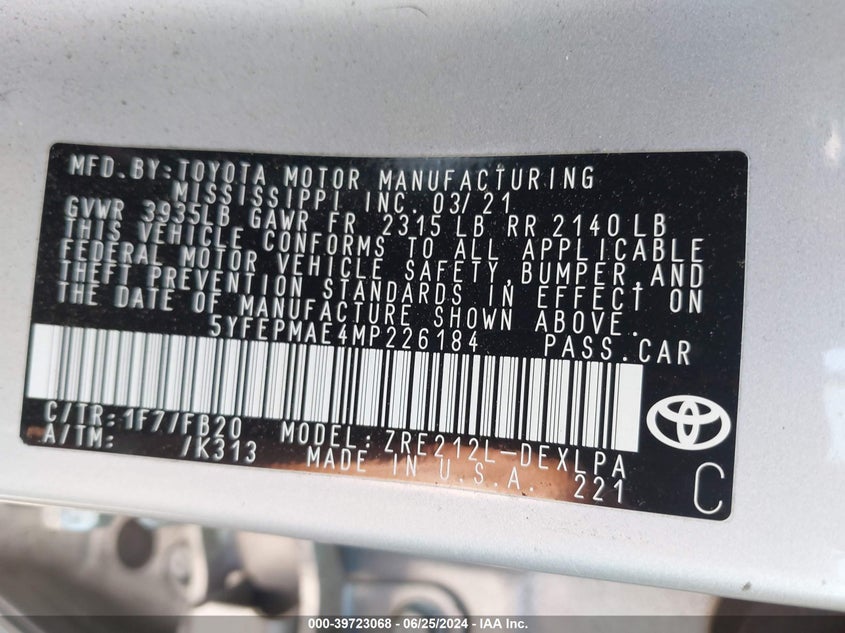 MFD.BY:TOYOTA MOTOR MANUFACTURING
MISSISSIPPI INC. 03/21
GVWR 3935LB GAWR FR 2315 LB RR 2140 LB
THIS VEHICLE CONFORMS TO ALL APPLICABLE
FEDERAL MOTOR VEHICLE SAFETY,BUMPER,AND
THEFT PREVENTION STANDARDS IN EFFECT ON
THE DATE OF MANUFACTURE SHOWN ABOVE.
5YFEPMAE4MP226184 PASS.CAR
C/TR:1F7/FB20 MODEL:ZRE212L-DEXLPA
A/TM: /K313 MADE IN U.S.A. 221
C
000-39723068 - 06/25/2024 - IAA Inc.